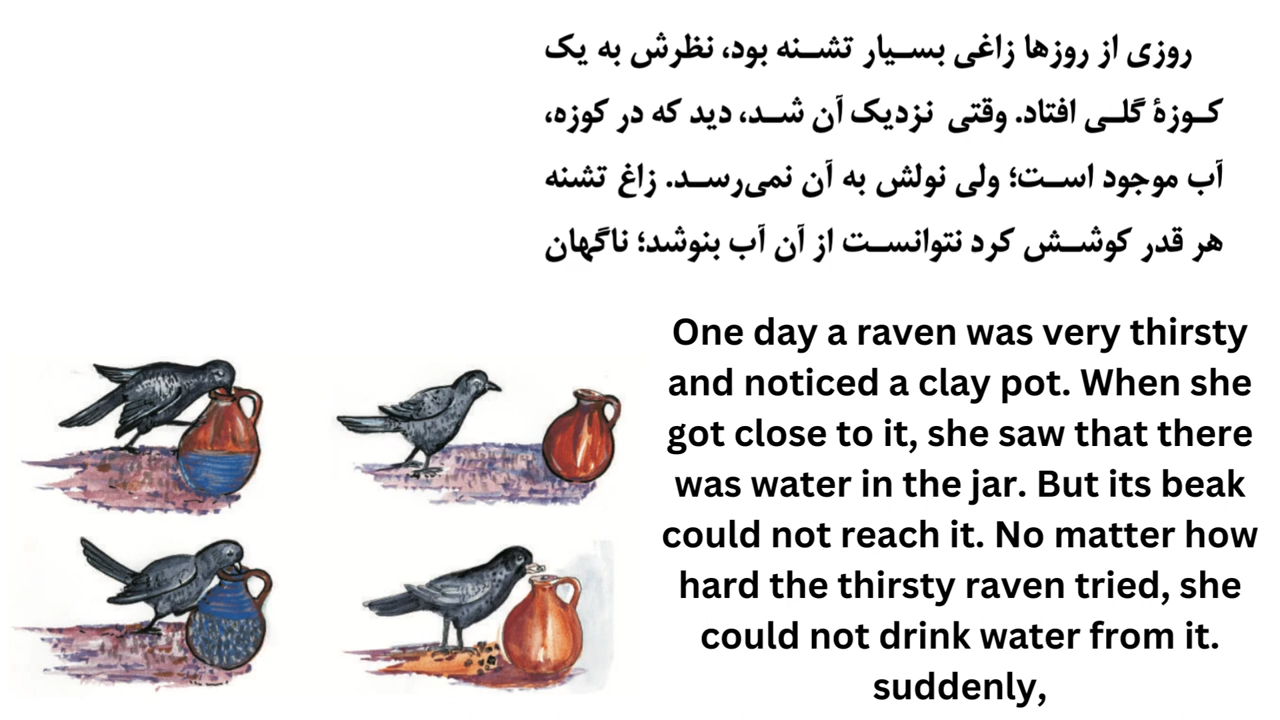 روزی از روزها زاغی بسیار تشنه بود، نظرش به یک
کوزهٔ گلی افتاد. وقتی نزدیک آن شد، دید که در کوزه،
آب موجود است؛ ولی نولش به آن نمی‌رسد. زاغ تشنه
هر قدر کوشش کرد نتوانست از آن آب بنوشد؛ ناگهان
One day a raven was very thirsty
and noticed a clay pot. When she
got close to it, she saw that there
was water in the jar. But its beak
could not reach it. No matter how
hard the thirsty raven tried, she
could not drink water from it.
suddenly,